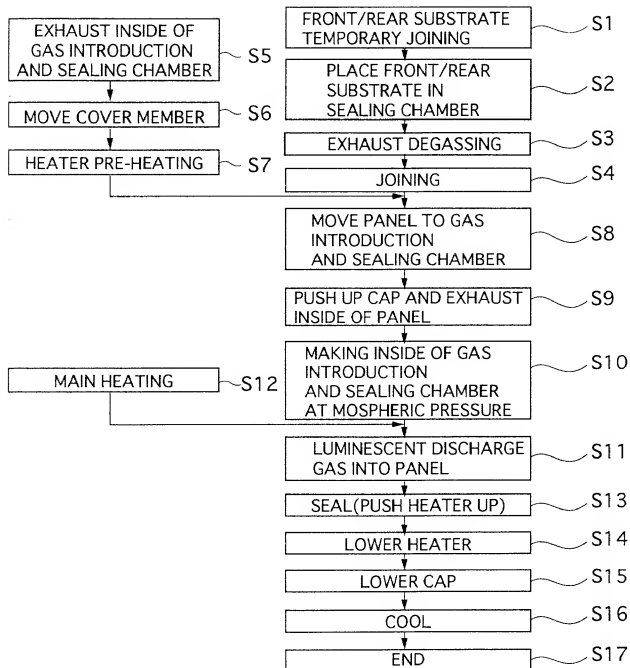 FRONT/REAR SUBSTRATE
TEMPORARY JOINING
S1
EXHAUST INSIDE OF
GAS INTRODUCTION
AND SEALING CHAMBER
S5
PLACE FRONT/REAR
SUBSTRATE IN
SEALING CHAMBER
S2
MOVE COVER MEMBER
S6
EXHAUST DEGASSING
S3
HEATER PRE-HEATING
S7
JOINING
S4
MOVE PANEL TO GAS
INTRODUCTION
AND SEALING CHAMBER
S8
PUSH UP CAP AND EXHAUST
INSIDE OF PANEL
S9
MAKING INSIDE OF GAS
INTRODUCTION
AND SEALING CHAMBER
AT MOSPHERIC PRESSURE
S10
MAIN HEATING
S12
LUMINESCENT DISCHARGE
GAS INTO PANEL
S11
SEAL(PUSH HEATER UP)
S13
LOWER HEATER
S14
LOWER CAP
S15
COOL
S16
END
S17